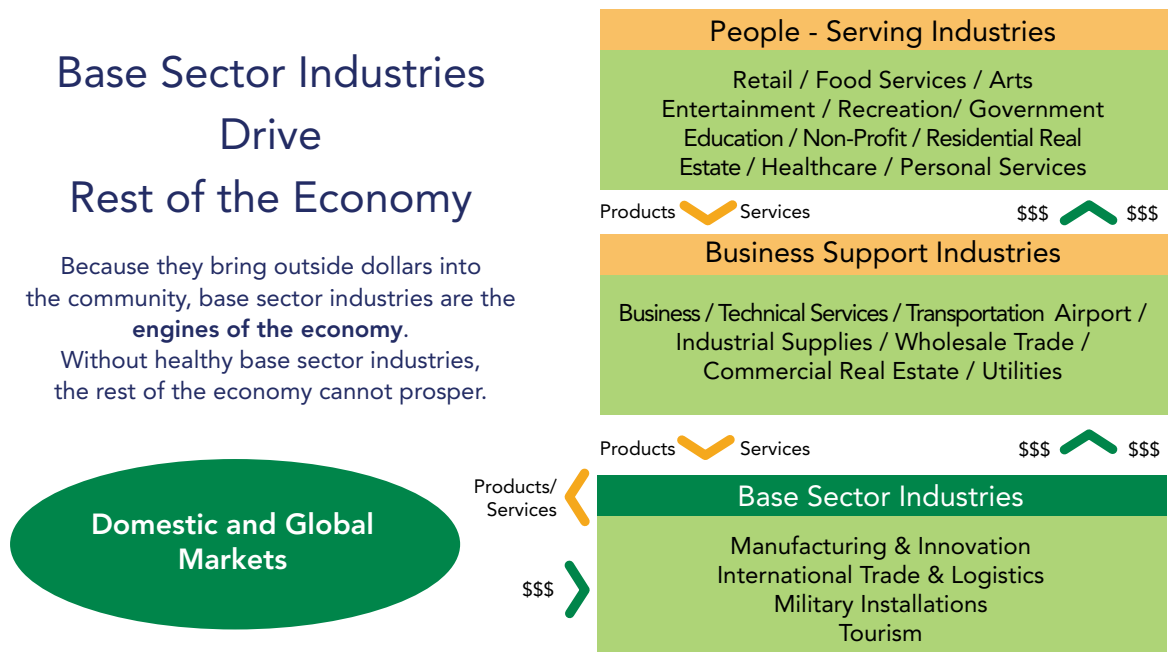 Base Sector Industries
Drive
Rest of the Economy
Because they bring outside dollars into
the community, base sector industries are the
engines of the economy.
Without healthy base sector industries,
the rest of the economy cannot prosper.
Domestic and Global
Markets
Products/
Services
$$$
People - Serving Industries
Retail / Food Services / Arts
Entertainment / Recreation/ Government
Education / Non-Profit / Residential Real
Estate / Healthcare / Personal Services
Products Services $$$ $$$
Business Support Industries
Business / Technical Services / Transportation Airport /
Industrial Supplies / Wholesale Trade /
Commercial Real Estate / Utilities
Products Services $$$ $$$
Base Sector Industries
Manufacturing & Innovation
International Trade & Logistics
Military Installations
Tourism